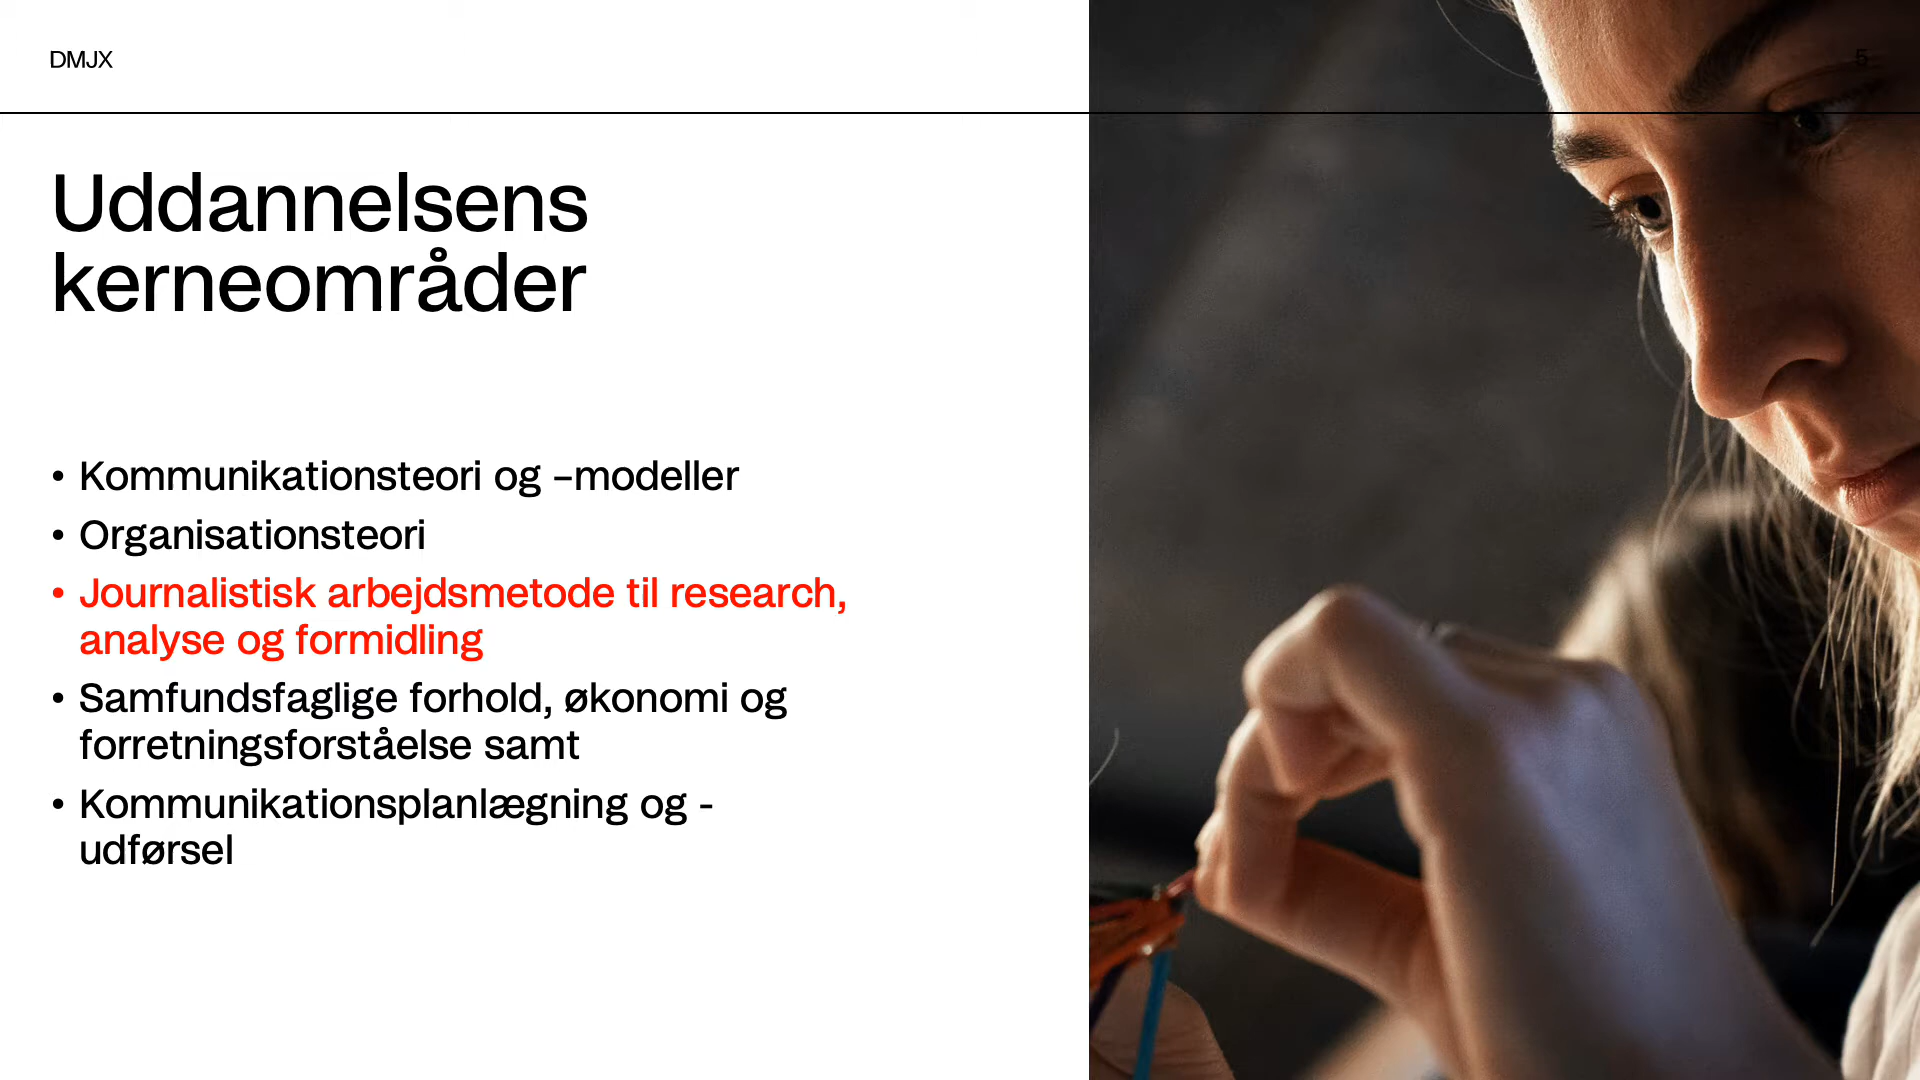 DMJX
5
Uddannelsens
kerneområder
• Kommunikationsteori og –modeller
• Organisationsteori
• Journalistisk arbejdsmetode til research,
analyse og formidling
• Samfundsfaglige forhold, økonomi og
forretningsforståelse samt
• Kommunikationsplanlægning og -
udførsel